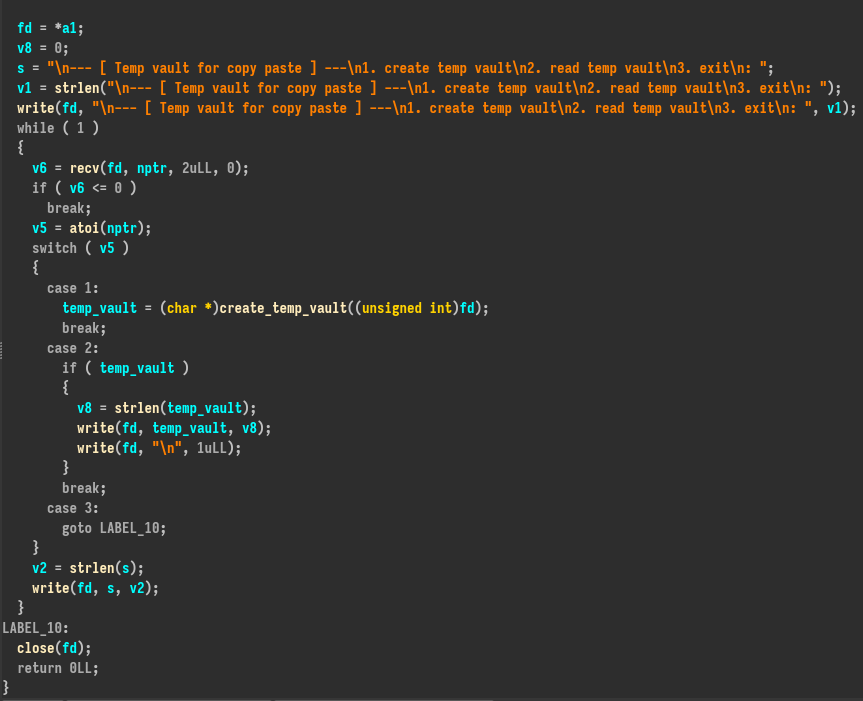 fd = *a1;
v8 = 0;
s = "\n--- [ Temp vault for copy paste ] ---\n1. create temp vault\n2. read temp vault\n3. exit\n: ";
v1 = strlen("\n--- [ Temp vault for copy paste ] ---\n1. create temp vault\n2. read temp vault\n3. exit\n: ");
write(fd, "\n--- [ Temp vault for copy paste ] ---\n1. create temp vault\n2. read temp vault\n3. exit\n: ", v1);
while ( 1 )
{
v6 = recv(fd, nptr, 2uLL, 0);
if ( v6 <= 0 )
break;
v5 = atoi(nptr);
switch ( v5 )
{
case 1:
temp_vault = (char *)create_temp_vault((unsigned int)fd);
break;
case 2:
if ( temp_vault )
{
v8 = strlen(temp_vault);
write(fd, temp_vault, v8);
write(fd, "\n", 1uLL);
}
break;
case 3:
goto LABEL_10;
}
v2 = strlen(s);
write(fd, s, v2);
}
LABEL_10:
close(fd);
return 0LL;
}